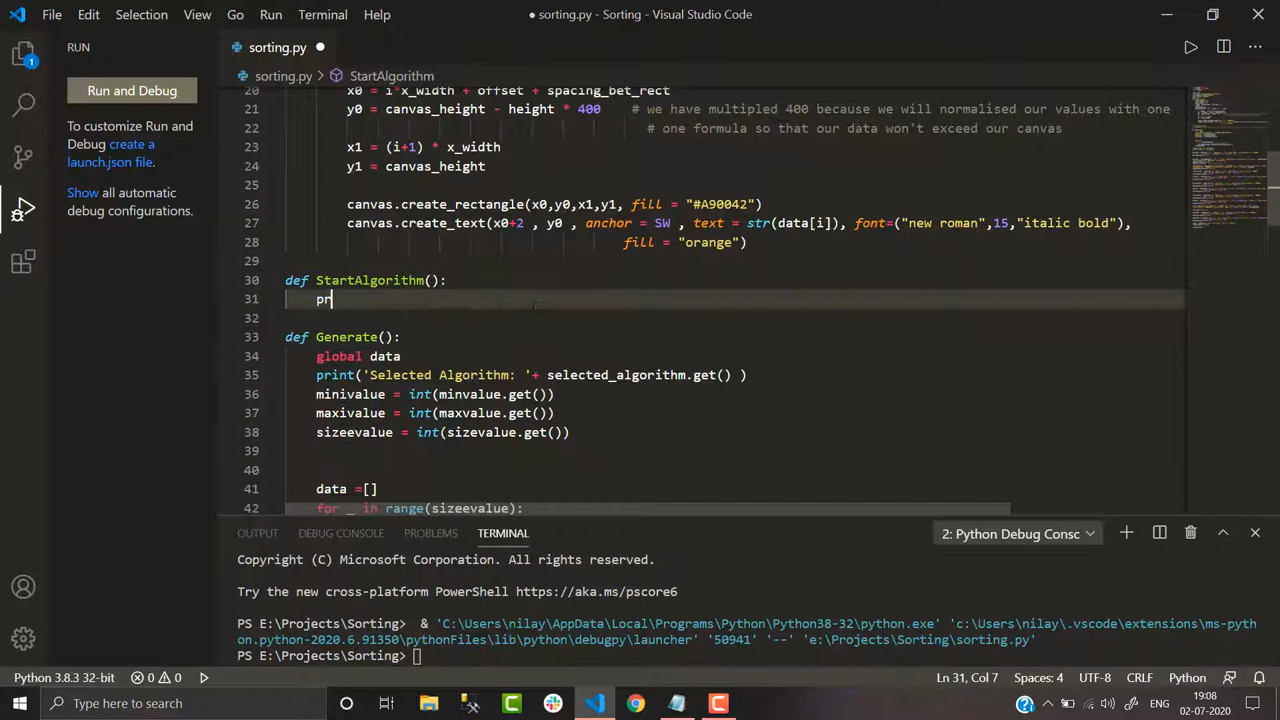 File Edit Selection View Go Run Terminal Help
● sorting.py - Sorting - Visual Studio Code
RUN
Run and Debug
To customize Run and
Debug create a
launch.json file.
Show all automatic
debug configurations.
sorting.py ●
sorting.py > StartAlgorithm
20 x0 = i*x_width + offset + spacing_bet_rect
21 y0 = canvas_height - height * 400 # we have multipled 400 because we will normalised our values with one
22 # one formula so that our data won't exceed our canvas
23 x1 = (i+1) * x_width
24 y1 = canvas_height
25
26 canvas.create_rectangle(x0,y0,x1,y1, fill = "#A90042")
27 canvas.create_text(x0+2, y0 , anchor = SW , text = str(data[i]), font=("new roman",15,"italic bold"),
28 fill = "orange")
29
30 def StartAlgorithm():
31 pr
32
33 def Generate():
34 global data
35 print('Selected Algorithm: '+ selected_algorithm.get() )
36 minivalue = int(minvalue.get())
37 maxivalue = int(maxvalue.get())
38 sizeevalue = int(sizevalue.get())
39
40
41 data =[]
42 for _ in range(sizeevalue):
OUTPUT DEBUG CONSOLE PROBLEMS TERMINAL
2: Python Debug Consc
Copyright (C) Microsoft Corporation. All rights reserved.
Try the new cross-platform PowerShell https://aka.ms/pscore6
PS E:\Projects\Sorting> & 'C:\Users\nilay\AppData\Local\Programs\Python\Python38-32\python.exe' 'c:\Users\nilay\.vscode\extensions\ms-pyth
on.python-2020.6.91350\pythonFiles\lib\python\debugpy\launcher' '50941' '--' 'e:\Projects\Sorting\sorting.py'
PS E:\Projects\Sorting>
Python 3.8.3 32-bit 0 0 Ln 31, Col 7 Spaces: 4 UTF-8 CRLF Python
Type here to search
19:08
02-07-2020